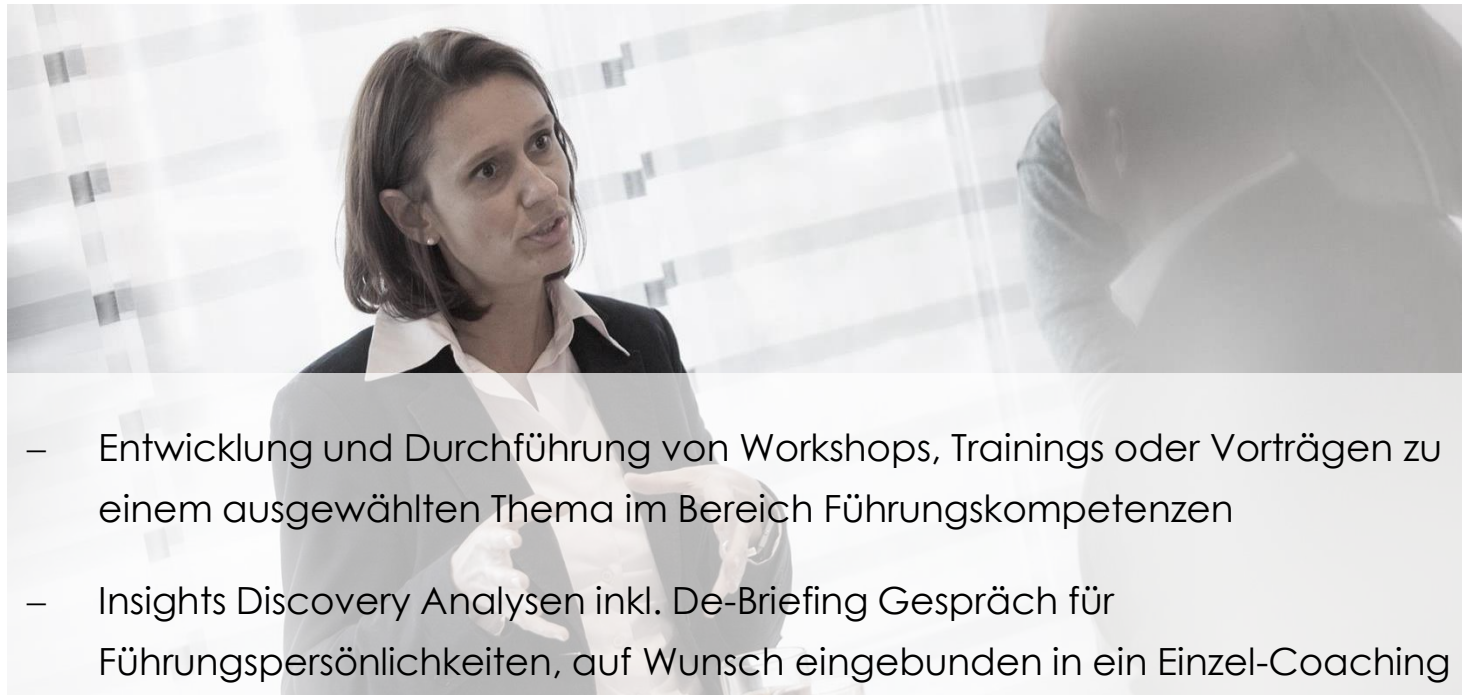 – Entwicklung und Durchführung von Workshops, Trainings oder Vorträgen zu
einem ausgewählten Thema im Bereich Führungskompetenzen
– Insights Discovery Analysen inkl. De-Briefing Gespräch für
Führungspersönlichkeiten, auf Wunsch eingebunden in ein Einzel-Coaching